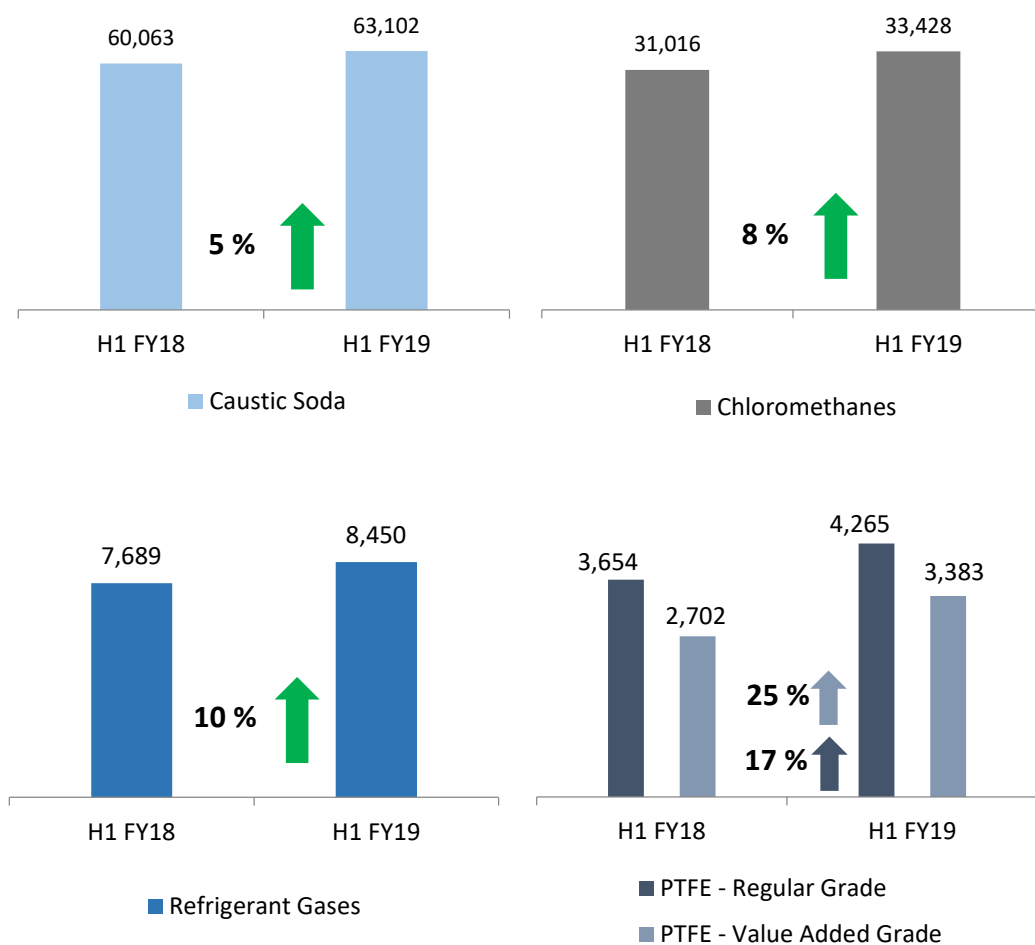 60,063
63,102
5 %
H1 FY18
H1 FY19
Caustic Soda
31,016
33,428
8 %
H1 FY18
H1 FY19
Chloromethanes
7,689
8,450
10 %
H1 FY18
H1 FY19
Refrigerant Gases
3,654
2,702
4,265
3,383
25 %
17 %
H1 FY18
H1 FY19
PTFE - Regular Grade
PTFE - Value Added Grade